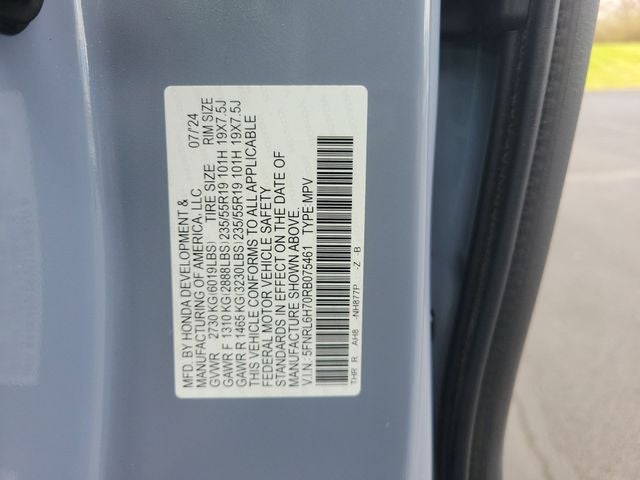 MFD. BY HONDA DEVELOPMENT & 07/'24
MANUFACTURING OF AMERICA, LLC
GVWR 2730 KG(6019LBS) TIRE SIZE RIM SIZE
GAWR F 1310 KG(2888LBS) 235/55R19 101H 19X7.5J
GAWR R 1465 KG(3230LBS) 235/55R19 101H 19X7.5J
THIS VEHICLE CONFORMS TO ALL APPLICABLE
FEDERAL MOTOR VEHICLE SAFETY
STANDARDS IN EFFECT ON THE DATE OF
MANUFACTURE SHOWN ABOVE.
V.I.N.:5FNRL6H70RB075461 TYPE:MPV
THR R AH8 -NH877P -Z -B